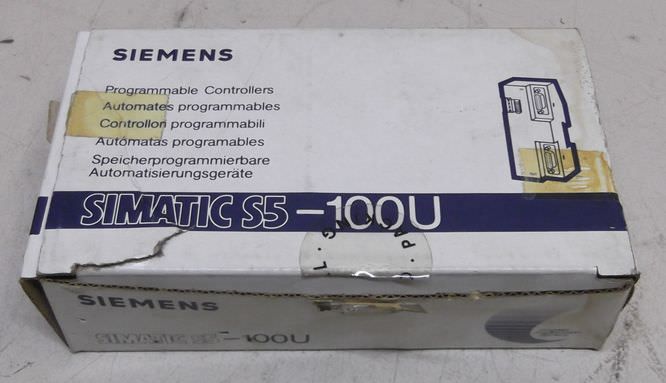 SIEMENS
Programmable Controllers
Automates programmables
Controllori programmabili
Autómatas programables
Speicherprogrammierbare
Automatisierungsgeräte
SIMATIC S5-100U
SIEMENS
SIMATIC S5-100U